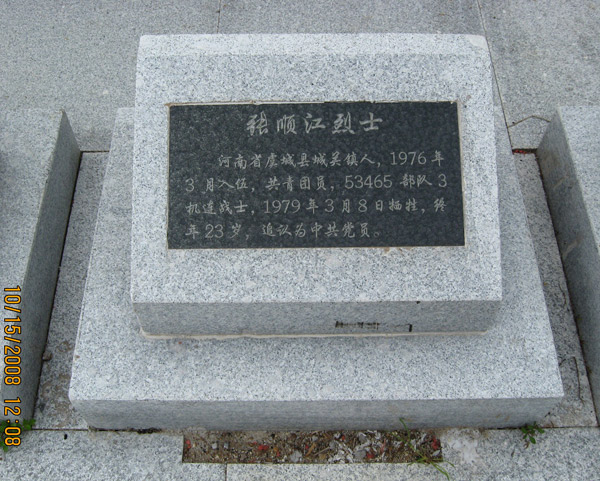 张顺江烈士
河南省虞城县城关镇人，1976年
3月入伍，共青团员，53465部队3
机连战士，1979年3月8日牺牲，终
年23岁，追认为中共党员。
10/15/2008 12:08